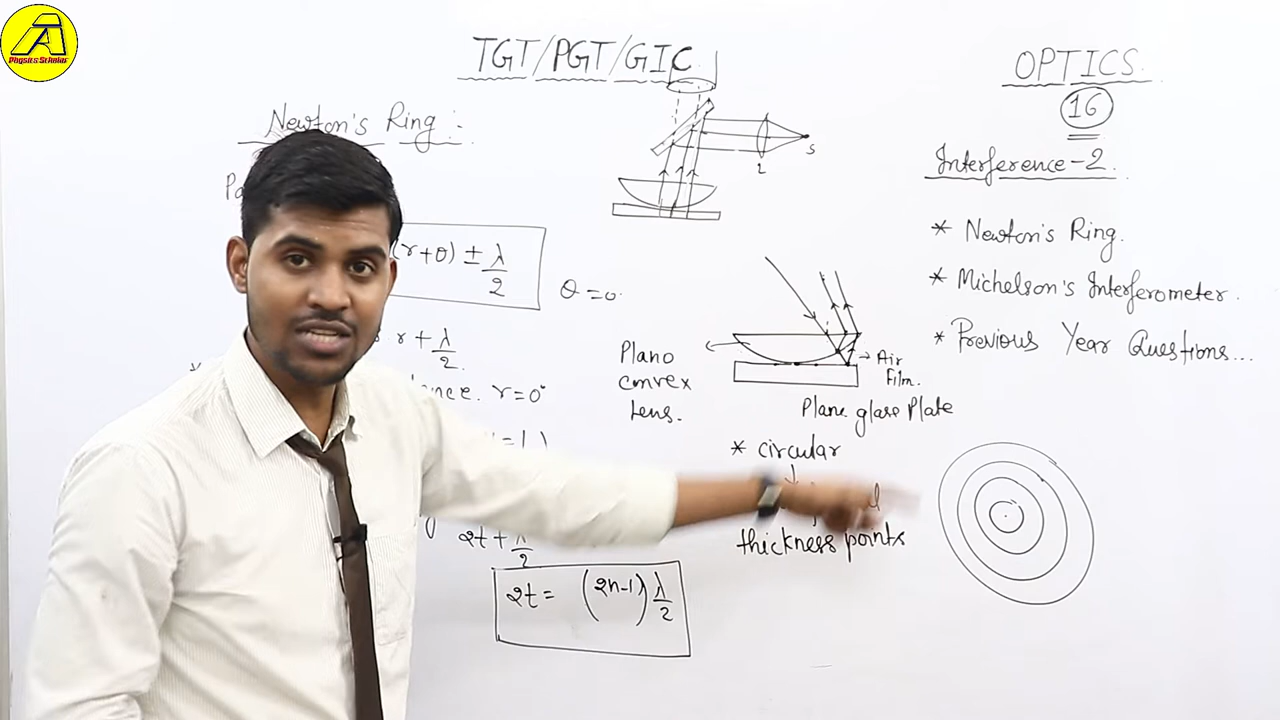 Physics Scholar
TGT/PGT/GIC
OPTICS
16
Newton's Ring :-
Interference-2.
* Newton's Ring.
* Michelson's Interferometer.
* Previous Year Questions...
S
L
(r+θ) ± λ/2
θ=0.
r + λ/2.
r=0°
Plano
convex
Lens.
Air
Film.
Plane glass Plate
* circular
thickness points
2t + λ/2
2t = (2n-1) λ/2